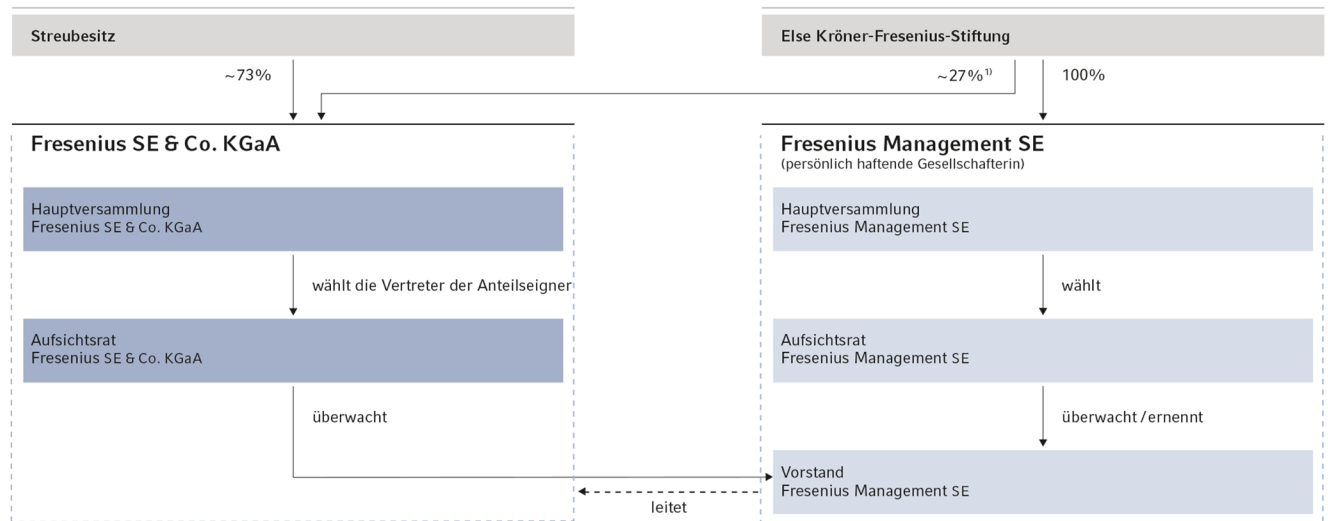 Streubesitz
~73%
Else Kröner-Fresenius-Stiftung
~27%¹⁾
100%
Fresenius SE & Co. KGaA
Hauptversammlung
Fresenius SE & Co. KGaA
wählt die Vertreter der Anteilseigner
Aufsichtsrat
Fresenius SE & Co. KGaA
überwacht
Fresenius Management SE
(persönlich haftende Gesellschafterin)
Hauptversammlung
Fresenius Management SE
wählt
Aufsichtsrat
Fresenius Management SE
überwacht / ernennt
Vorstand
Fresenius Management SE
leitet